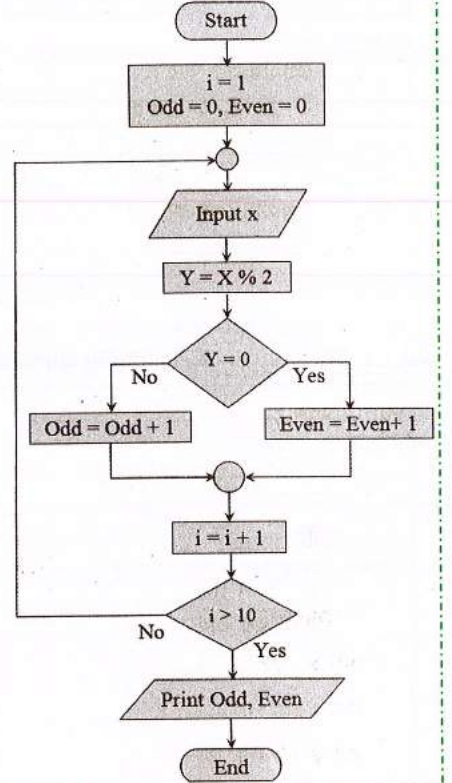 Start
i = 1
Odd = 0, Even = 0
Input x
Y = X % 2
Y = 0
No
Yes
Odd = Odd + 1
Even = Even+ 1
i = i + 1
i > 10
No
Yes
Print Odd, Even
End